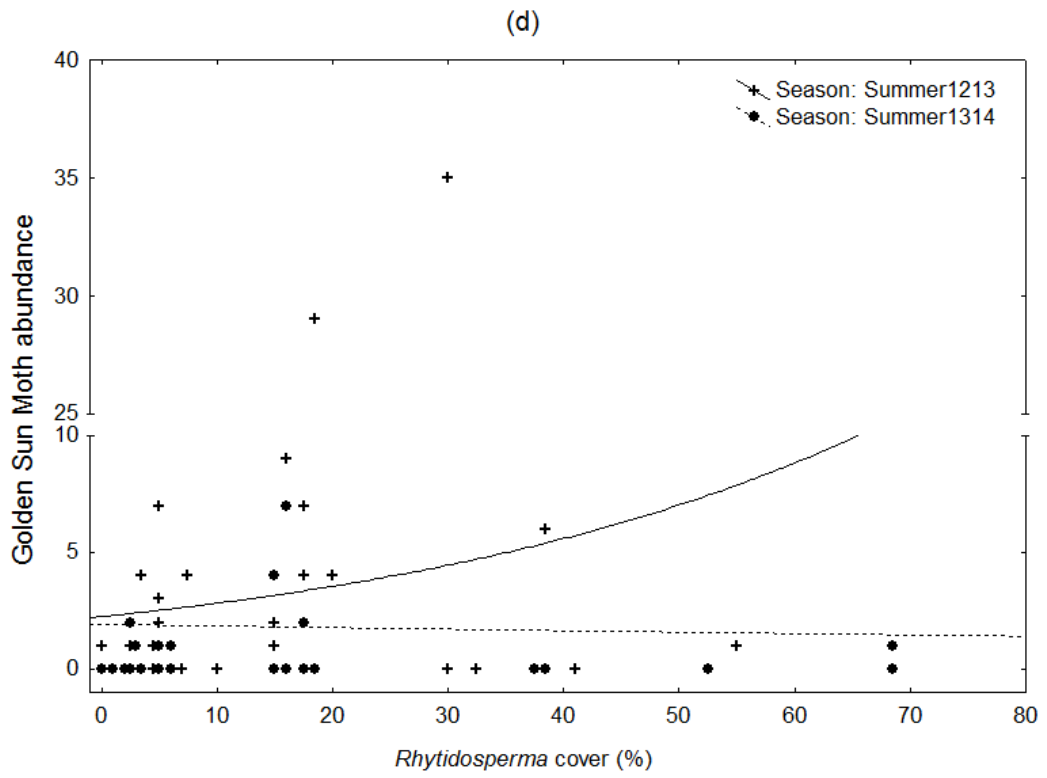 (d)
40
Season: Summer1213
Season: Summer1314
35
30
25
10
5
0
Golden Sun Moth abundance
0 10 20 30 40 50 60 70 80
Rhytidosperma cover (%)